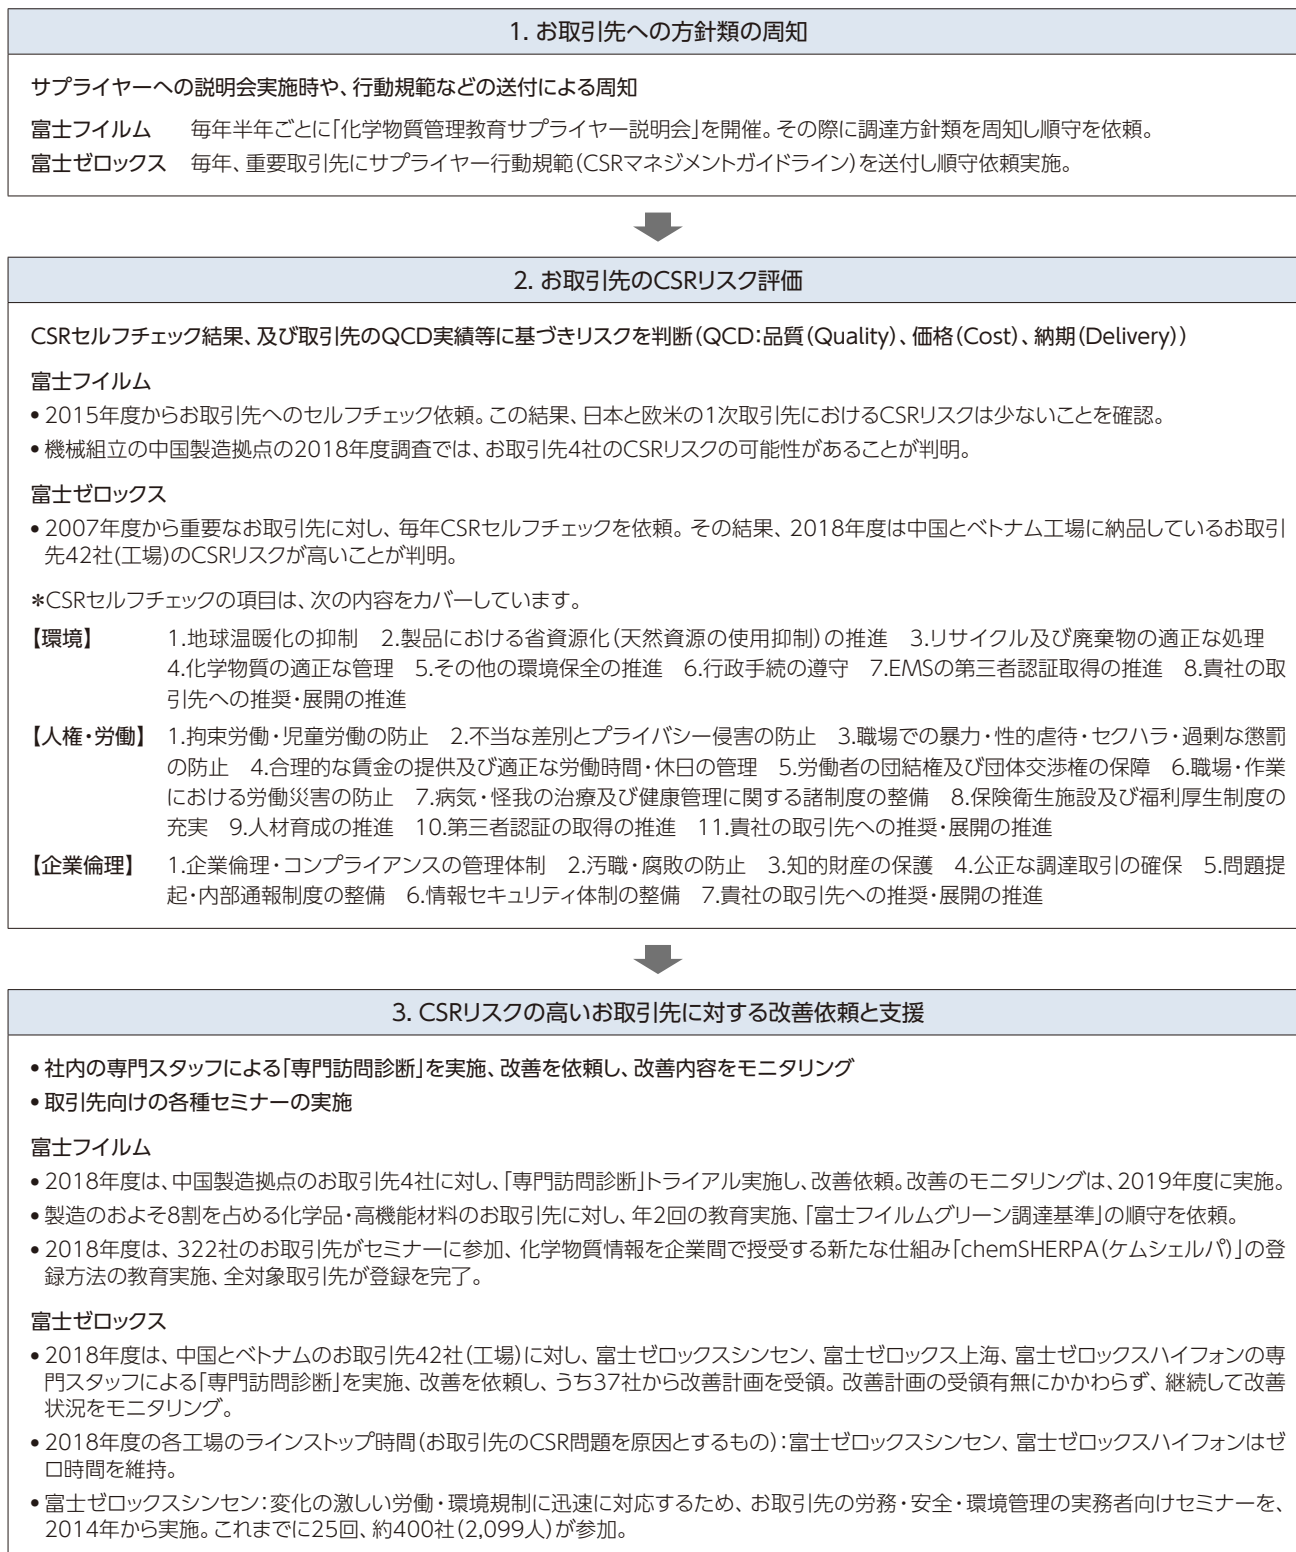 1. お取引先への方針類の周知
サプライヤーへの説明会実施時や、行動規範などの送付による周知
富士フイルム　毎年半年ごとに「化学物質管理教育サプライヤー説明会」を開催。その際に調達方針類を周知し順守を依頼。
富士ゼロックス　毎年、重要取引先にサプライヤー行動規範（CSRマネジメントガイドライン）を送付し順守依頼実施。
2. お取引先のCSRリスク評価
CSRセルフチェック結果、及び取引先のQCD実績等に基づきリスクを判断（QCD：品質（Quality）、価格（Cost）、納期（Delivery））
富士フイルム
• 2015年度からお取引先へのセルフチェック依頼。この結果、日本と欧米の1次取引先におけるCSRリスクは少ないことを確認。
• 機械組立の中国製造拠点の2018年度調査では、お取引先4社のCSRリスクの可能性があることが判明。
富士ゼロックス
• 2007年度から重要なお取引先に対し、毎年CSRセルフチェックを依頼。その結果、2018年度は中国とベトナム工場に納品しているお取引
先42社(工場)のCSRリスクが高いことが判明。
＊CSRセルフチェックの項目は、次の内容をカバーしています。
【環境】　1.地球温暖化の抑制　2.製品における省資源化（天然資源の使用抑制）の推進　3.リサイクル及び廃棄物の適正な処理
4.化学物質の適正な管理　5.その他の環境保全の推進　6.行政手続の遵守　7.EMSの第三者認証取得の推進　8.貴社の取
引先への推奨・展開の推進
【人権・労働】　1.拘束労働・児童労働の防止　2.不当な差別とプライバシー侵害の防止　3.職場での暴力・性的虐待・セクハラ・過剰な懲罰
の防止　4.合理的な賃金の提供及び適正な労働時間・休日の管理　5.労働者の団結権及び団体交渉権の保障　6.職場・作業
における労働災害の防止　7.病気・怪我の治療及び健康管理に関する諸制度の整備　8.保険衛生施設及び福利厚生制度の
充実　9.人材育成の推進　10.第三者認証の取得の推進　11.貴社の取引先への推奨・展開の推進
【企業倫理】　1.企業倫理・コンプライアンスの管理体制　2.汚職・腐敗の防止　3.知的財産の保護　4.公正な調達取引の確保　5.問題提
起・内部通報制度の整備　6.情報セキュリティ体制の整備　7.貴社の取引先への推奨・展開の推進
3. CSRリスクの高いお取引先に対する改善依頼と支援
• 社内の専門スタッフによる「専門訪問診断」を実施、改善を依頼し、改善内容をモニタリング
• 取引先向けの各種セミナーの実施
富士フイルム
• 2018年度は、中国製造拠点のお取引先4社に対し、「専門訪問診断」トライアル実施し、改善依頼。改善のモニタリングは、2019年度に実施。
• 製造のおよそ8割を占める化学品・高機能材料のお取引先に対し、年2回の教育実施、「富士フイルムグリーン調達基準」の順守を依頼。
• 2018年度は、322社のお取引先がセミナーに参加、化学物質情報を企業間で授受する新たな仕組み「chemSHERPA（ケムシェルパ）」の登
録方法の教育実施、全対象取引先が登録を完了。
富士ゼロックス
• 2018年度は、中国とベトナムのお取引先42社（工場）に対し、富士ゼロックスシンセン、富士ゼロックス上海、富士ゼロックスハイフォンの専
門スタッフによる「専門訪問診断」を実施、改善を依頼し、うち37社から改善計画を受領。改善計画の受領有無にかかわらず、継続して改善
状況をモニタリング。
• 2018年度の各工場のラインストップ時間（お取引先のCSR問題を原因とするもの）：富士ゼロックスシンセン、富士ゼロックスハイフォンはゼ
ロ時間を維持。
• 富士ゼロックスシンセン：変化の激しい労働・環境規制に迅速に対応するため、お取引先の労務・安全・環境管理の実務者向けセミナーを、
2014年から実施。これまでに25回、約400社（2,099人）が参加。